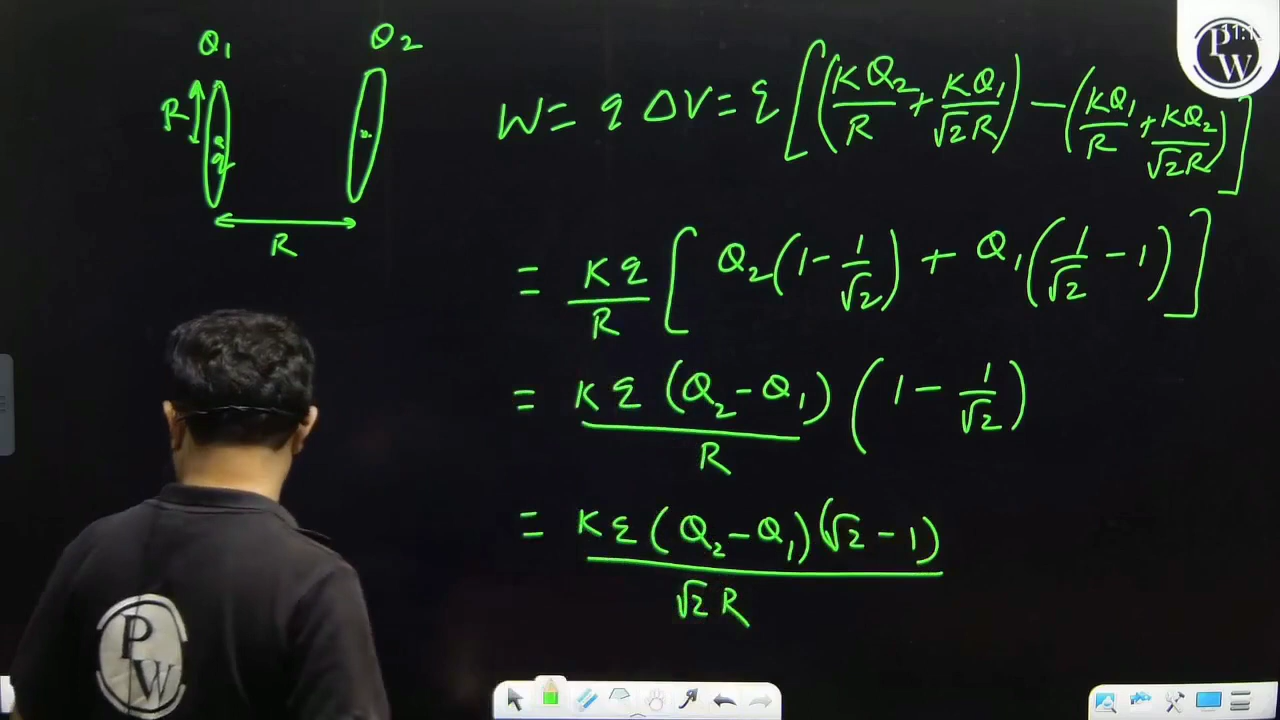 Q₁ Q₂
R
q
R
W = q ΔV = q [ (KQ₂/R + KQ₁/√2R) − (KQ₁/R + KQ₂/√2R) ]
= Kq/R [ Q₂(1 − 1/√2) + Q₁(1/√2 − 1) ]
= Kq (Q₂ − Q₁)/R (1 − 1/√2)
= Kq (Q₂ − Q₁)(√2 − 1)/√2 R
PW
PW